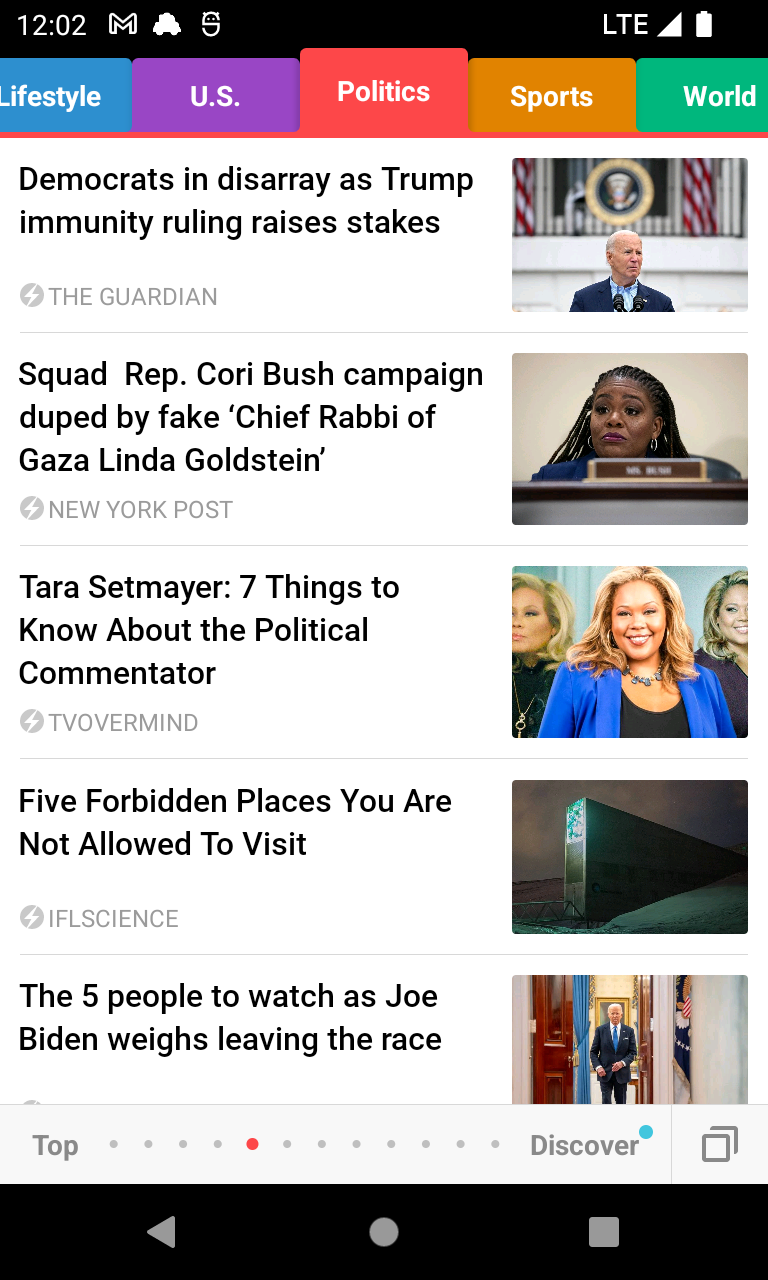 12:02
LTE
Lifestyle
U.S.
Politics
Sports
World
Democrats in disarray as Trump
immunity ruling raises stakes
THE GUARDIAN
Squad  Rep. Cori Bush campaign
duped by fake ‘Chief Rabbi of
Gaza Linda Goldstein’
NEW YORK POST
MS. BUSH
Tara Setmayer: 7 Things to
Know About the Political
Commentator
TVOVERMIND
Five Forbidden Places You Are
Not Allowed To Visit
IFLSCIENCE
The 5 people to watch as Joe
Biden weighs leaving the race
Top
Discover